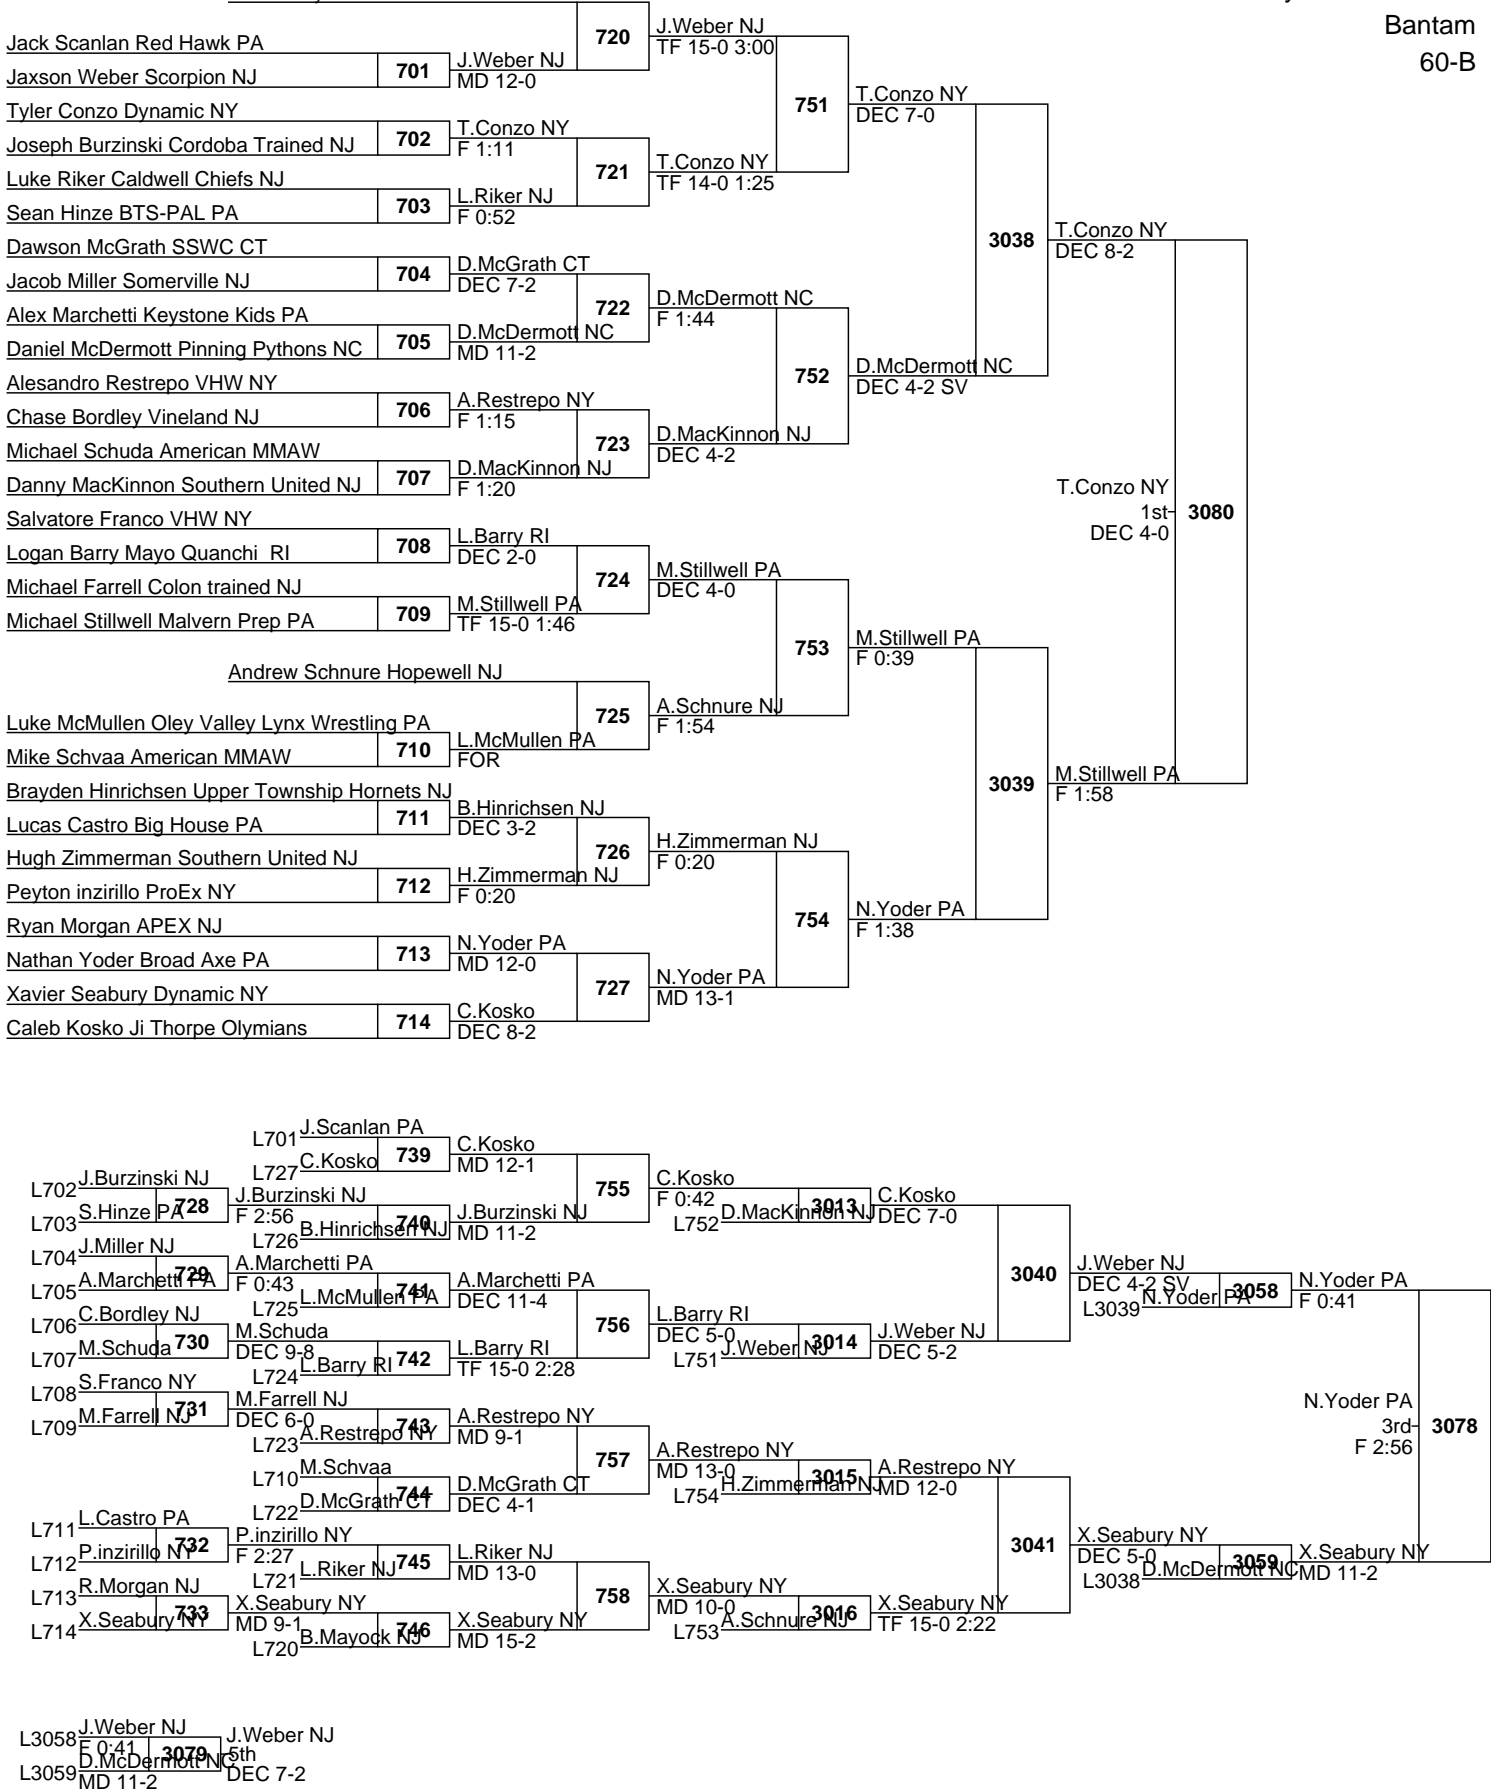 Bantam
60-B
720
J.Weber NJ
TF 15-0 3:00
Jack Scanlan Red Hawk PA
Jaxson Weber Scorpion NJ
701
J.Weber NJ
MD 12-0
751
T.Conzo NY
DEC 7-0
Tyler Conzo Dynamic NY
Joseph Burzinski Cordoba Trained NJ
702
T.Conzo NY
F 1:11
721
T.Conzo NY
TF 14-0 1:25
Luke Riker Caldwell Chiefs NJ
Sean Hinze BTS-PAL PA
703
L.Riker NJ
F 0:52
3038
T.Conzo NY
DEC 8-2
Dawson McGrath SSWC CT
Jacob Miller Somerville NJ
704
D.McGrath CT
DEC 7-2
722
D.McDermott NC
F 1:44
Alex Marchetti Keystone Kids PA
Daniel McDermott Pinning Pythons NC
705
D.McDermott NC
MD 11-2
752
D.McDermott NC
DEC 4-2 SV
Alesandro Restrepo VHW NY
Chase Bordley Vineland NJ
706
A.Restrepo NY
F 1:15
723
D.MacKinnon NJ
DEC 4-2
Michael Schuda American MMAW
Danny MacKinnon Southern United NJ
707
D.MacKinnon NJ
F 1:20
T.Conzo NY
1st
DEC 4-0
3080
Salvatore Franco VHW NY
Logan Barry Mayo Quanchi  RI
708
L.Barry RI
DEC 2-0
724
M.Stillwell PA
DEC 4-0
Michael Farrell Colon trained NJ
Michael Stillwell Malvern Prep PA
709
M.Stillwell PA
TF 15-0 1:46
753
M.Stillwell PA
F 0:39
Andrew Schnure Hopewell NJ
725
A.Schnure NJ
F 1:54
Luke McMullen Oley Valley Lynx Wrestling PA
Mike Schvaa American MMAW
710
L.McMullen PA
FOR
3039
M.Stillwell PA
F 1:58
Brayden Hinrichsen Upper Township Hornets NJ
Lucas Castro Big House PA
711
B.Hinrichsen NJ
DEC 3-2
726
H.Zimmerman NJ
F 0:20
Hugh Zimmerman Southern United NJ
Peyton inzirillo ProEx NY
712
H.Zimmerman NJ
F 0:20
754
N.Yoder PA
F 1:38
Ryan Morgan APEX NJ
Nathan Yoder Broad Axe PA
713
N.Yoder PA
MD 12-0
727
N.Yoder PA
MD 13-1
Xavier Seabury Dynamic NY
Caleb Kosko Ji Thorpe Olymians
714
C.Kosko
DEC 8-2
L701 J.Scanlan PA
L727 C.Kosko
739
C.Kosko
MD 12-1
L702 J.Burzinski NJ
L703 S.Hinze PA
728
J.Burzinski NJ
F 2:56
L726 B.Hinrichsen NJ
740
J.Burzinski NJ
MD 11-2
755
C.Kosko
F 0:42
L752 D.MacKinnon NJ
3013
C.Kosko
DEC 7-0
L704 J.Miller NJ
L705 A.Marchetti PA
729
A.Marchetti PA
F 0:43
L725 L.McMullen PA
741
A.Marchetti PA
DEC 11-4
3040
J.Weber NJ
DEC 4-2 SV
L3039 N.Yoder PA
3058
N.Yoder PA
F 0:41
L706 C.Bordley NJ
L707 M.Schuda
730
M.Schuda
DEC 9-8
L724 L.Barry RI
742
L.Barry RI
TF 15-0 2:28
756
L.Barry RI
DEC 5-0
L751 J.Weber NJ
3014
J.Weber NJ
DEC 5-2
L708 S.Franco NY
L709 M.Farrell NJ
731
M.Farrell NJ
DEC 6-0
L723 A.Restrepo NY
743
A.Restrepo NY
MD 9-1
N.Yoder PA
3rd
F 2:56
3078
L710 M.Schvaa
L722 D.McGrath CT
744
D.McGrath CT
DEC 4-1
757
A.Restrepo NY
MD 13-0
L754 H.Zimmerman NJ
3015
A.Restrepo NY
MD 12-0
L711 L.Castro PA
L712 P.inzirillo NY
732
P.inzirillo NY
F 2:27
L721 L.Riker NJ
745
L.Riker NJ
MD 13-0
3041
X.Seabury NY
DEC 5-0
L3038 D.McDermott NC
3059
X.Seabury NY
MD 11-2
L713 R.Morgan NJ
L714 X.Seabury NY
733
X.Seabury NY
MD 9-1
L720 B.Mayock NJ
746
X.Seabury NY
MD 15-2
758
X.Seabury NY
MD 10-0
L753 A.Schnure NJ
3016
X.Seabury NY
TF 15-0 2:22
L3058 J.Weber NJ
F 0:41
L3059 D.McDermott NC
MD 11-2
3079
J.Weber NJ
5th
DEC 7-2